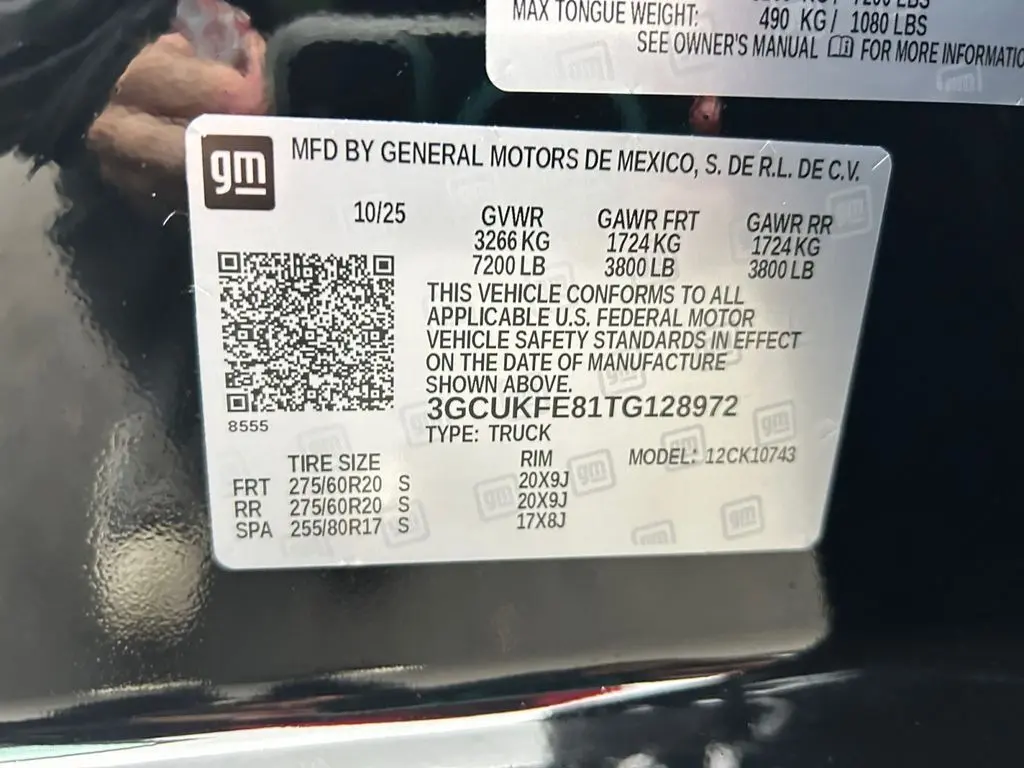 MAX TONGUE WEIGHT: 490 KG/ 1080 LBS
SEE OWNER'S MANUAL FOR MORE INFORMATIO
gm
MFD BY GENERAL MOTORS DE MEXICO, S. DE R.L. DE C.V.
10/25 GVWR GAWR FRT GAWR RR
3266 KG 1724 KG 1724 KG
7200 LB 3800 LB 3800 LB
THIS VEHICLE CONFORMS TO ALL
APPLICABLE U.S. FEDERAL MOTOR
VEHICLE SAFETY STANDARDS IN EFFECT
ON THE DATE OF MANUFACTURE
SHOWN ABOVE.
3GCUKFE81TG128972
8555
TYPE: TRUCK
TIRE SIZE RIM MODEL: 12CK10743
FRT 275/60R20 S 20X9J
RR 275/60R20 S 20X9J
SPA 255/80R17 S 17X8J